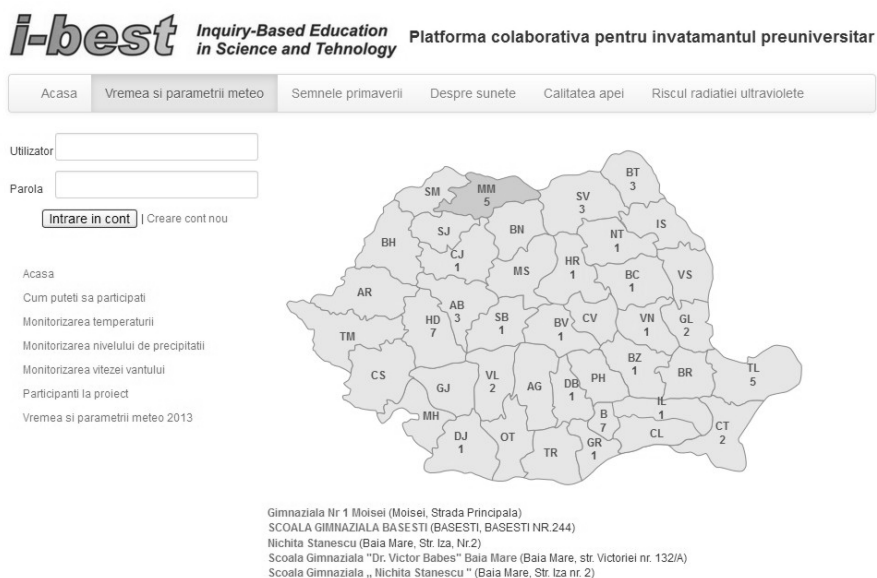 i-best Inquiry-Based Education
in Science and Tehnology
Platforma colaborativa pentru invatamantul preuniversitar
Acasa Vremea si parametrii meteo Semnele primaverii Despre sunete Calitatea apei Riscul radiatiei ultraviolete
Utilizator
Parola
Intrare in cont | Creare cont nou
Acasa
Cum puteti sa participati
Monitorizarea temperaturii
Monitorizarea nivelului de precipitatii
Monitorizarea vitezei vantului
Participanti la proiect
Vremea si parametrii meteo 2013
BT
3
SM
MM
5
SV
3
SJ
BN
NT
1
IS
BH
CJ
1
MS
HR
1
BC
1
VS
AR
AB
3
HD
7
SB
1
BV
1
CV
VN
1
GL
2
TM
CS
GJ
VL
2
AG
DB
1
PH
BZ
1
BR
TL
5
MH
IL
1
B
7
CL
CT
2
DJ
1
OT
TR
GR
1
Gimnaziala Nr 1 Moisei (Moisei, Strada Principala)
SCOALA GIMNAZIALA BASESTI (BASESTI, BASESTI NR.244)
Nichita Stanescu (Baia Mare, Str. Iza, Nr.2)
Scoala Gimnaziala "Dr. Victor Babes" Baia Mare (Baia Mare, str. Victoriei nr. 132/A)
Scoala Gimnaziala ,, Nichita Stanescu " (Baia Mare, Str. Iza nr. 2)